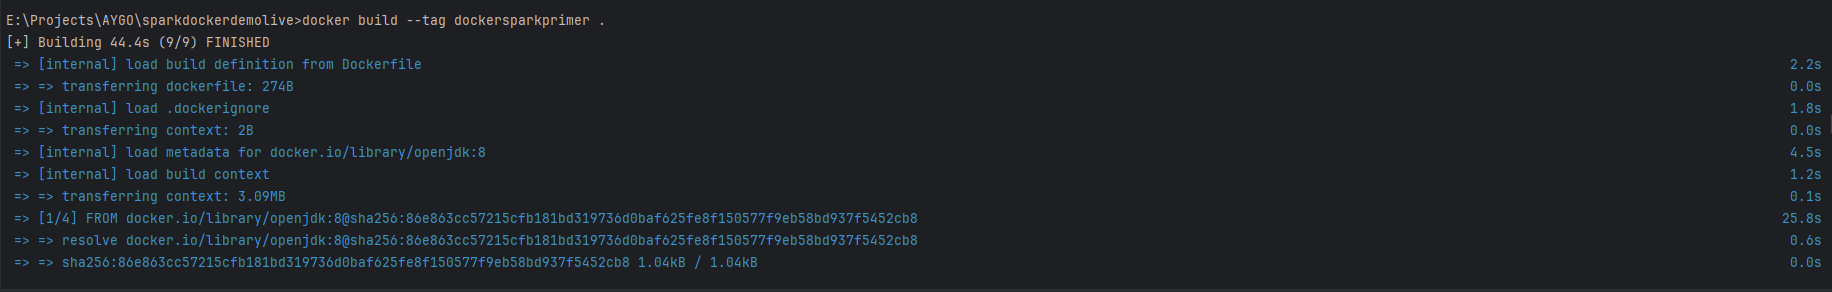 E:\Projects\AYGO\sparkdockerdemolive>docker build --tag dockersparkprimer .
[+] Building 44.4s (9/9) FINISHED
=> [internal] load build definition from Dockerfile 2.2s
=> => transferring dockerfile: 274B 0.0s
=> [internal] load .dockerignore 1.8s
=> => transferring context: 2B 0.0s
=> [internal] load metadata for docker.io/library/openjdk:8 4.5s
=> [internal] load build context 1.2s
=> => transferring context: 3.09MB 0.1s
=> [1/4] FROM docker.io/library/openjdk:8@sha256:86e863cc57215cfb181bd319736d0baf625fe8f150577f9eb58bd937f5452cb8 25.8s
=> => resolve docker.io/library/openjdk:8@sha256:86e863cc57215cfb181bd319736d0baf625fe8f150577f9eb58bd937f5452cb8 0.6s
=> => sha256:86e863cc57215cfb181bd319736d0baf625fe8f150577f9eb58bd937f5452cb8 1.04kB / 1.04kB 0.0s